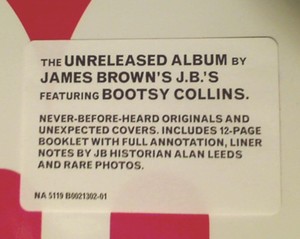 THE UNRELEASED ALBUM BY
JAMES BROWN'S J.B.'S
FEATURING BOOTSY COLLINS.
NEVER-BEFORE-HEARD ORIGINALS AND
UNEXPECTED COVERS. INCLUDES 12-PAGE
BOOKLET WITH FULL ANNOTATION, LINER
NOTES BY JB HISTORIAN ALAN LEEDS
AND RARE PHOTOS.
NA 5119 B0021302-01